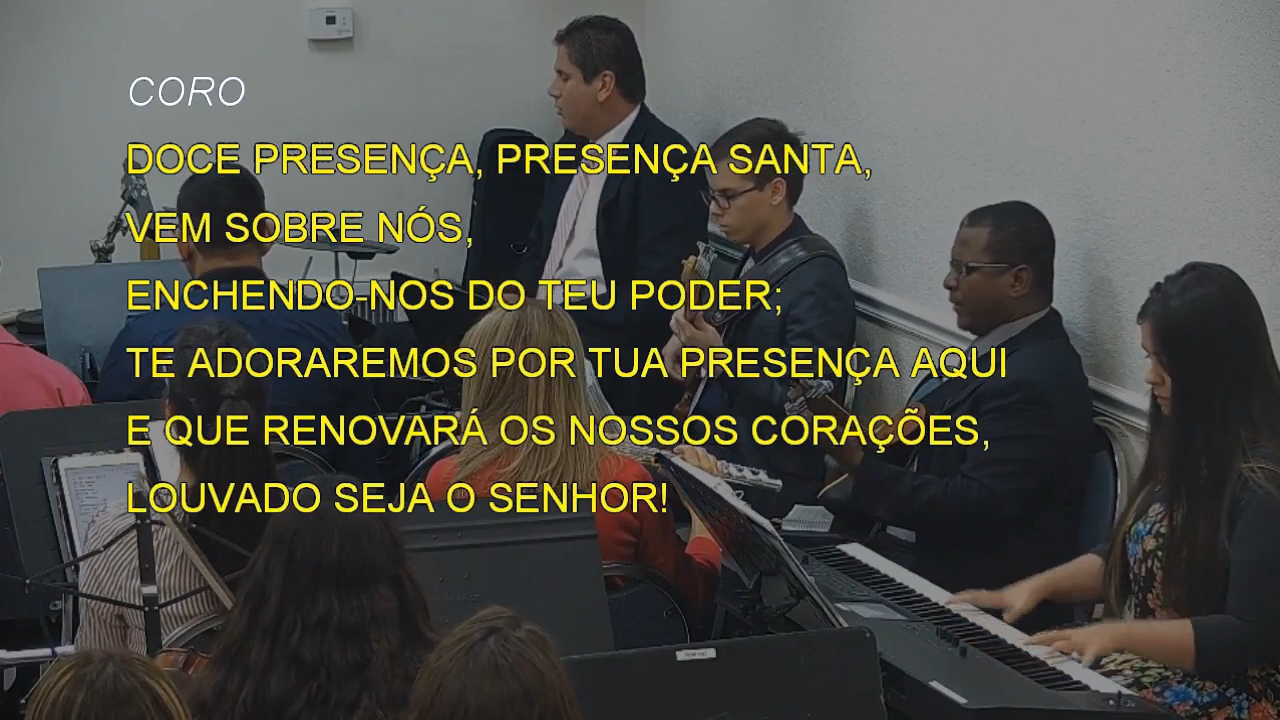 CORO
DOCE PRESENÇA, PRESENÇA SANTA,
VEM SOBRE NÓS,
ENCHENDO-NOS DO TEU PODER;
TE ADORAREMOS POR TUA PRESENÇA AQUI
E QUE RENOVARÁ OS NOSSOS CORAÇÕES,
LOUVADO SEJA O SENHOR!